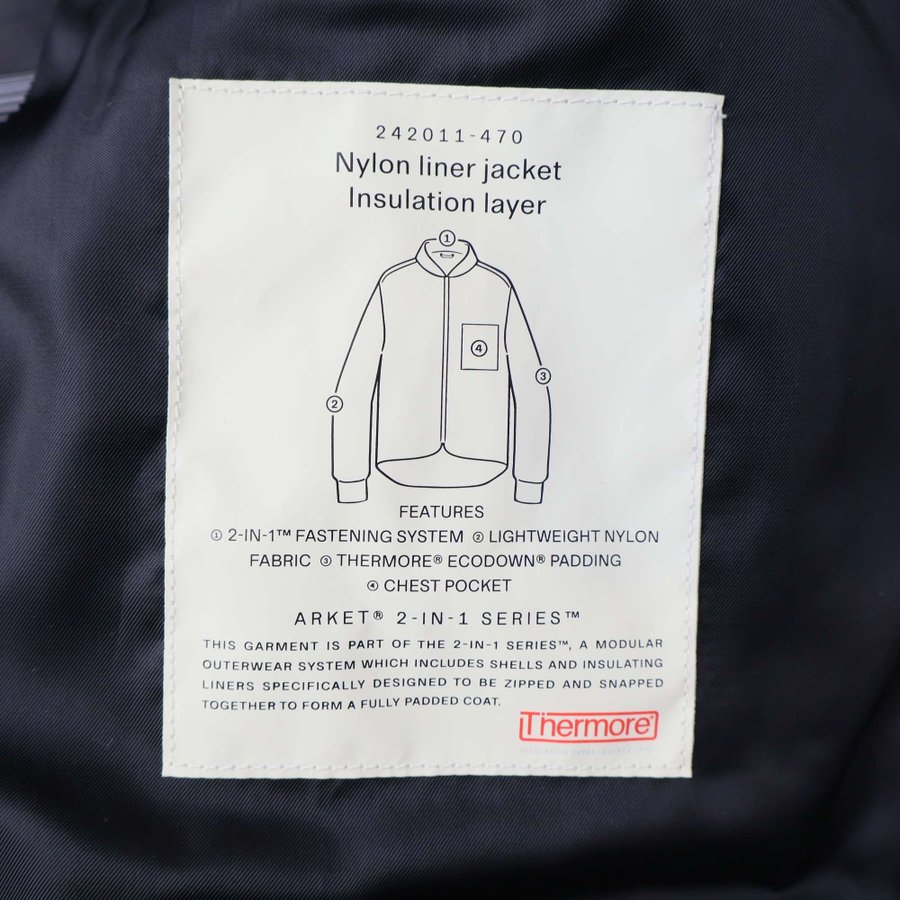 242011-470
Nylon liner jacket
Insulation layer
①
④
③
②
FEATURES
① 2-IN-1™ FASTENING SYSTEM ② LIGHTWEIGHT NYLON
FABRIC ③ THERMORE® ECODOWN® PADDING
④ CHEST POCKET
ARKET® 2-IN-1 SERIES™
THIS GARMENT IS PART OF THE 2-IN-1 SERIES™, A MODULAR
OUTERWEAR SYSTEM WHICH INCLUDES SHELLS AND INSULATING
LINERS SPECIFICALLY DESIGNED TO BE ZIPPED AND SNAPPED
TOGETHER TO FORM A FULLY PADDED COAT.
Thermore®